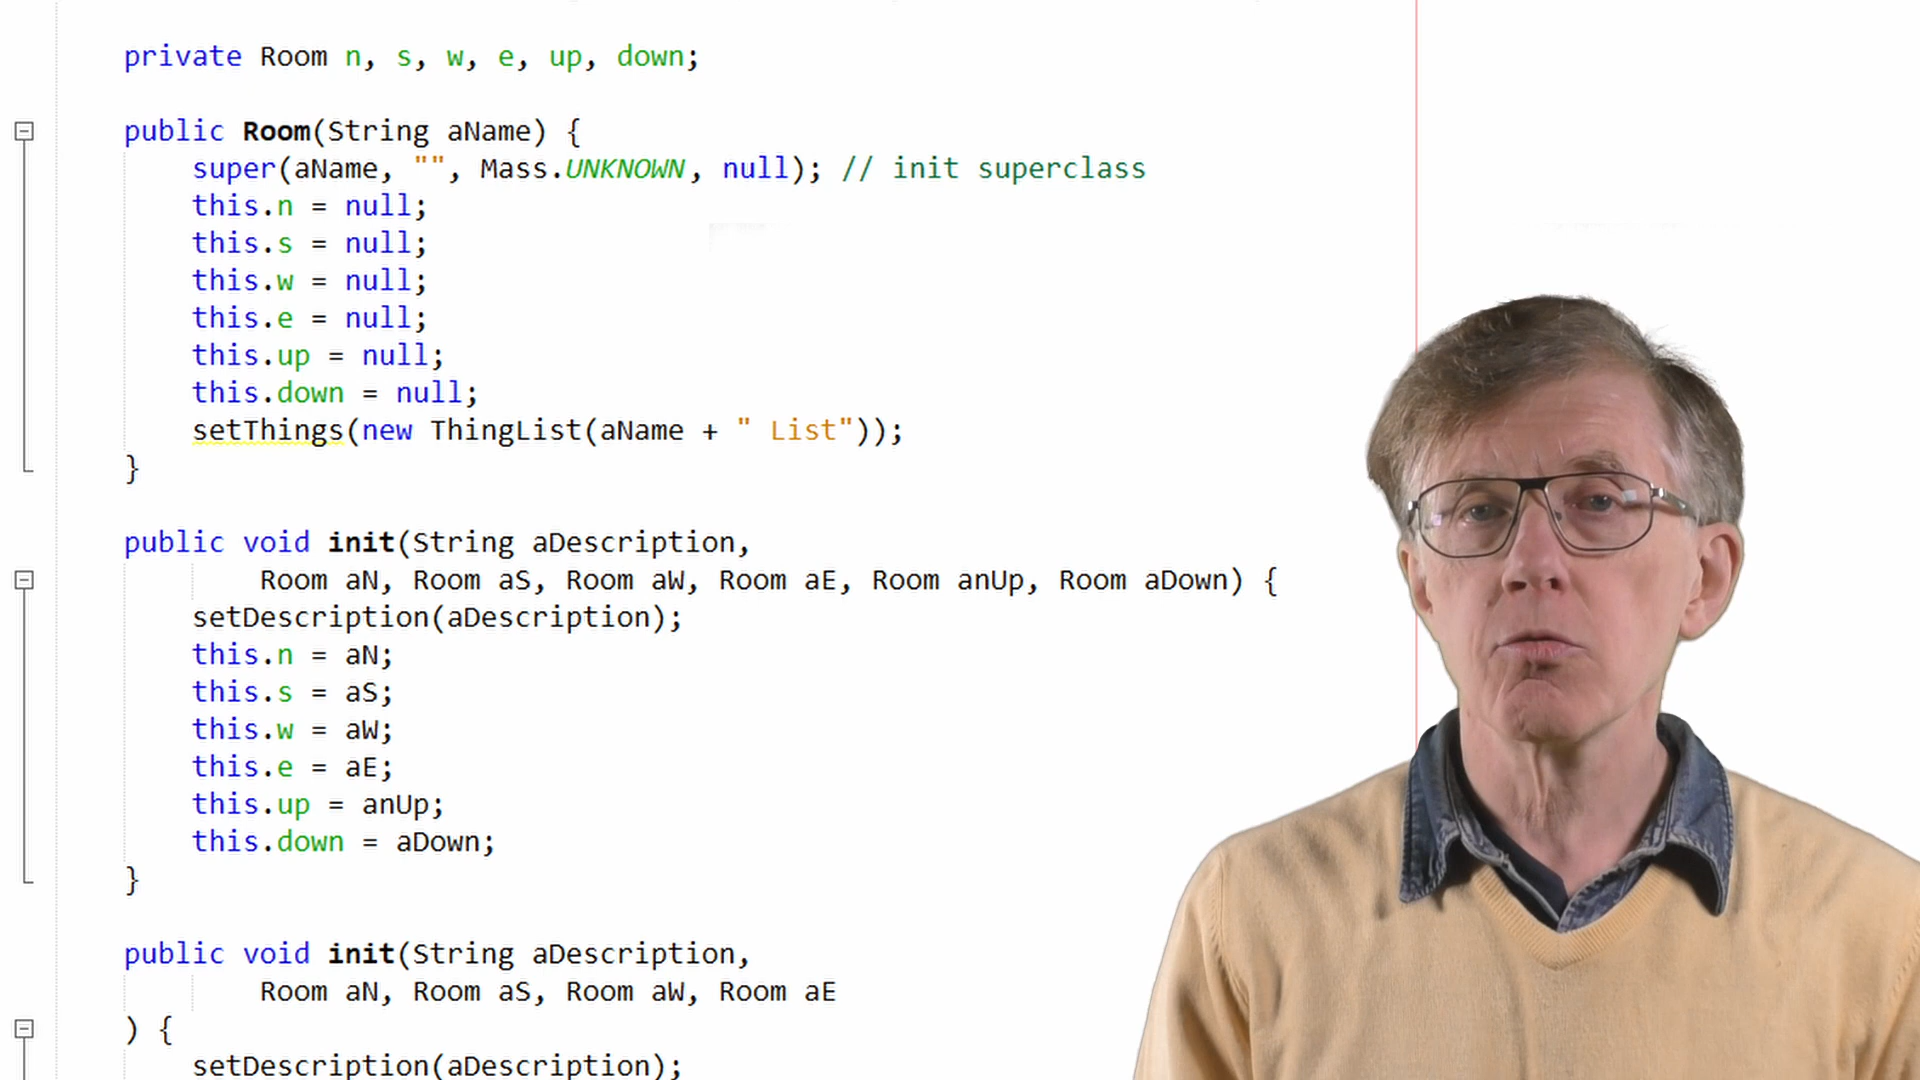 private Room n, s, w, e, up, down;
public Room(String aName) {
super(aName, "", Mass.UNKNOWN, null); // init superclass
this.n = null;
this.s = null;
this.w = null;
this.e = null;
this.up = null;
this.down = null;
setThings(new ThingList(aName + " List"));
}
public void init(String aDescription,
Room aN, Room aS, Room aW, Room aE, Room anUp, Room aDown) {
setDescription(aDescription);
this.n = aN;
this.s = aS;
this.w = aW;
this.e = aE;
this.up = anUp;
this.down = aDown;
}
public void init(String aDescription,
Room aN, Room aS, Room aW, Room aE
) {
setDescription(aDescription);